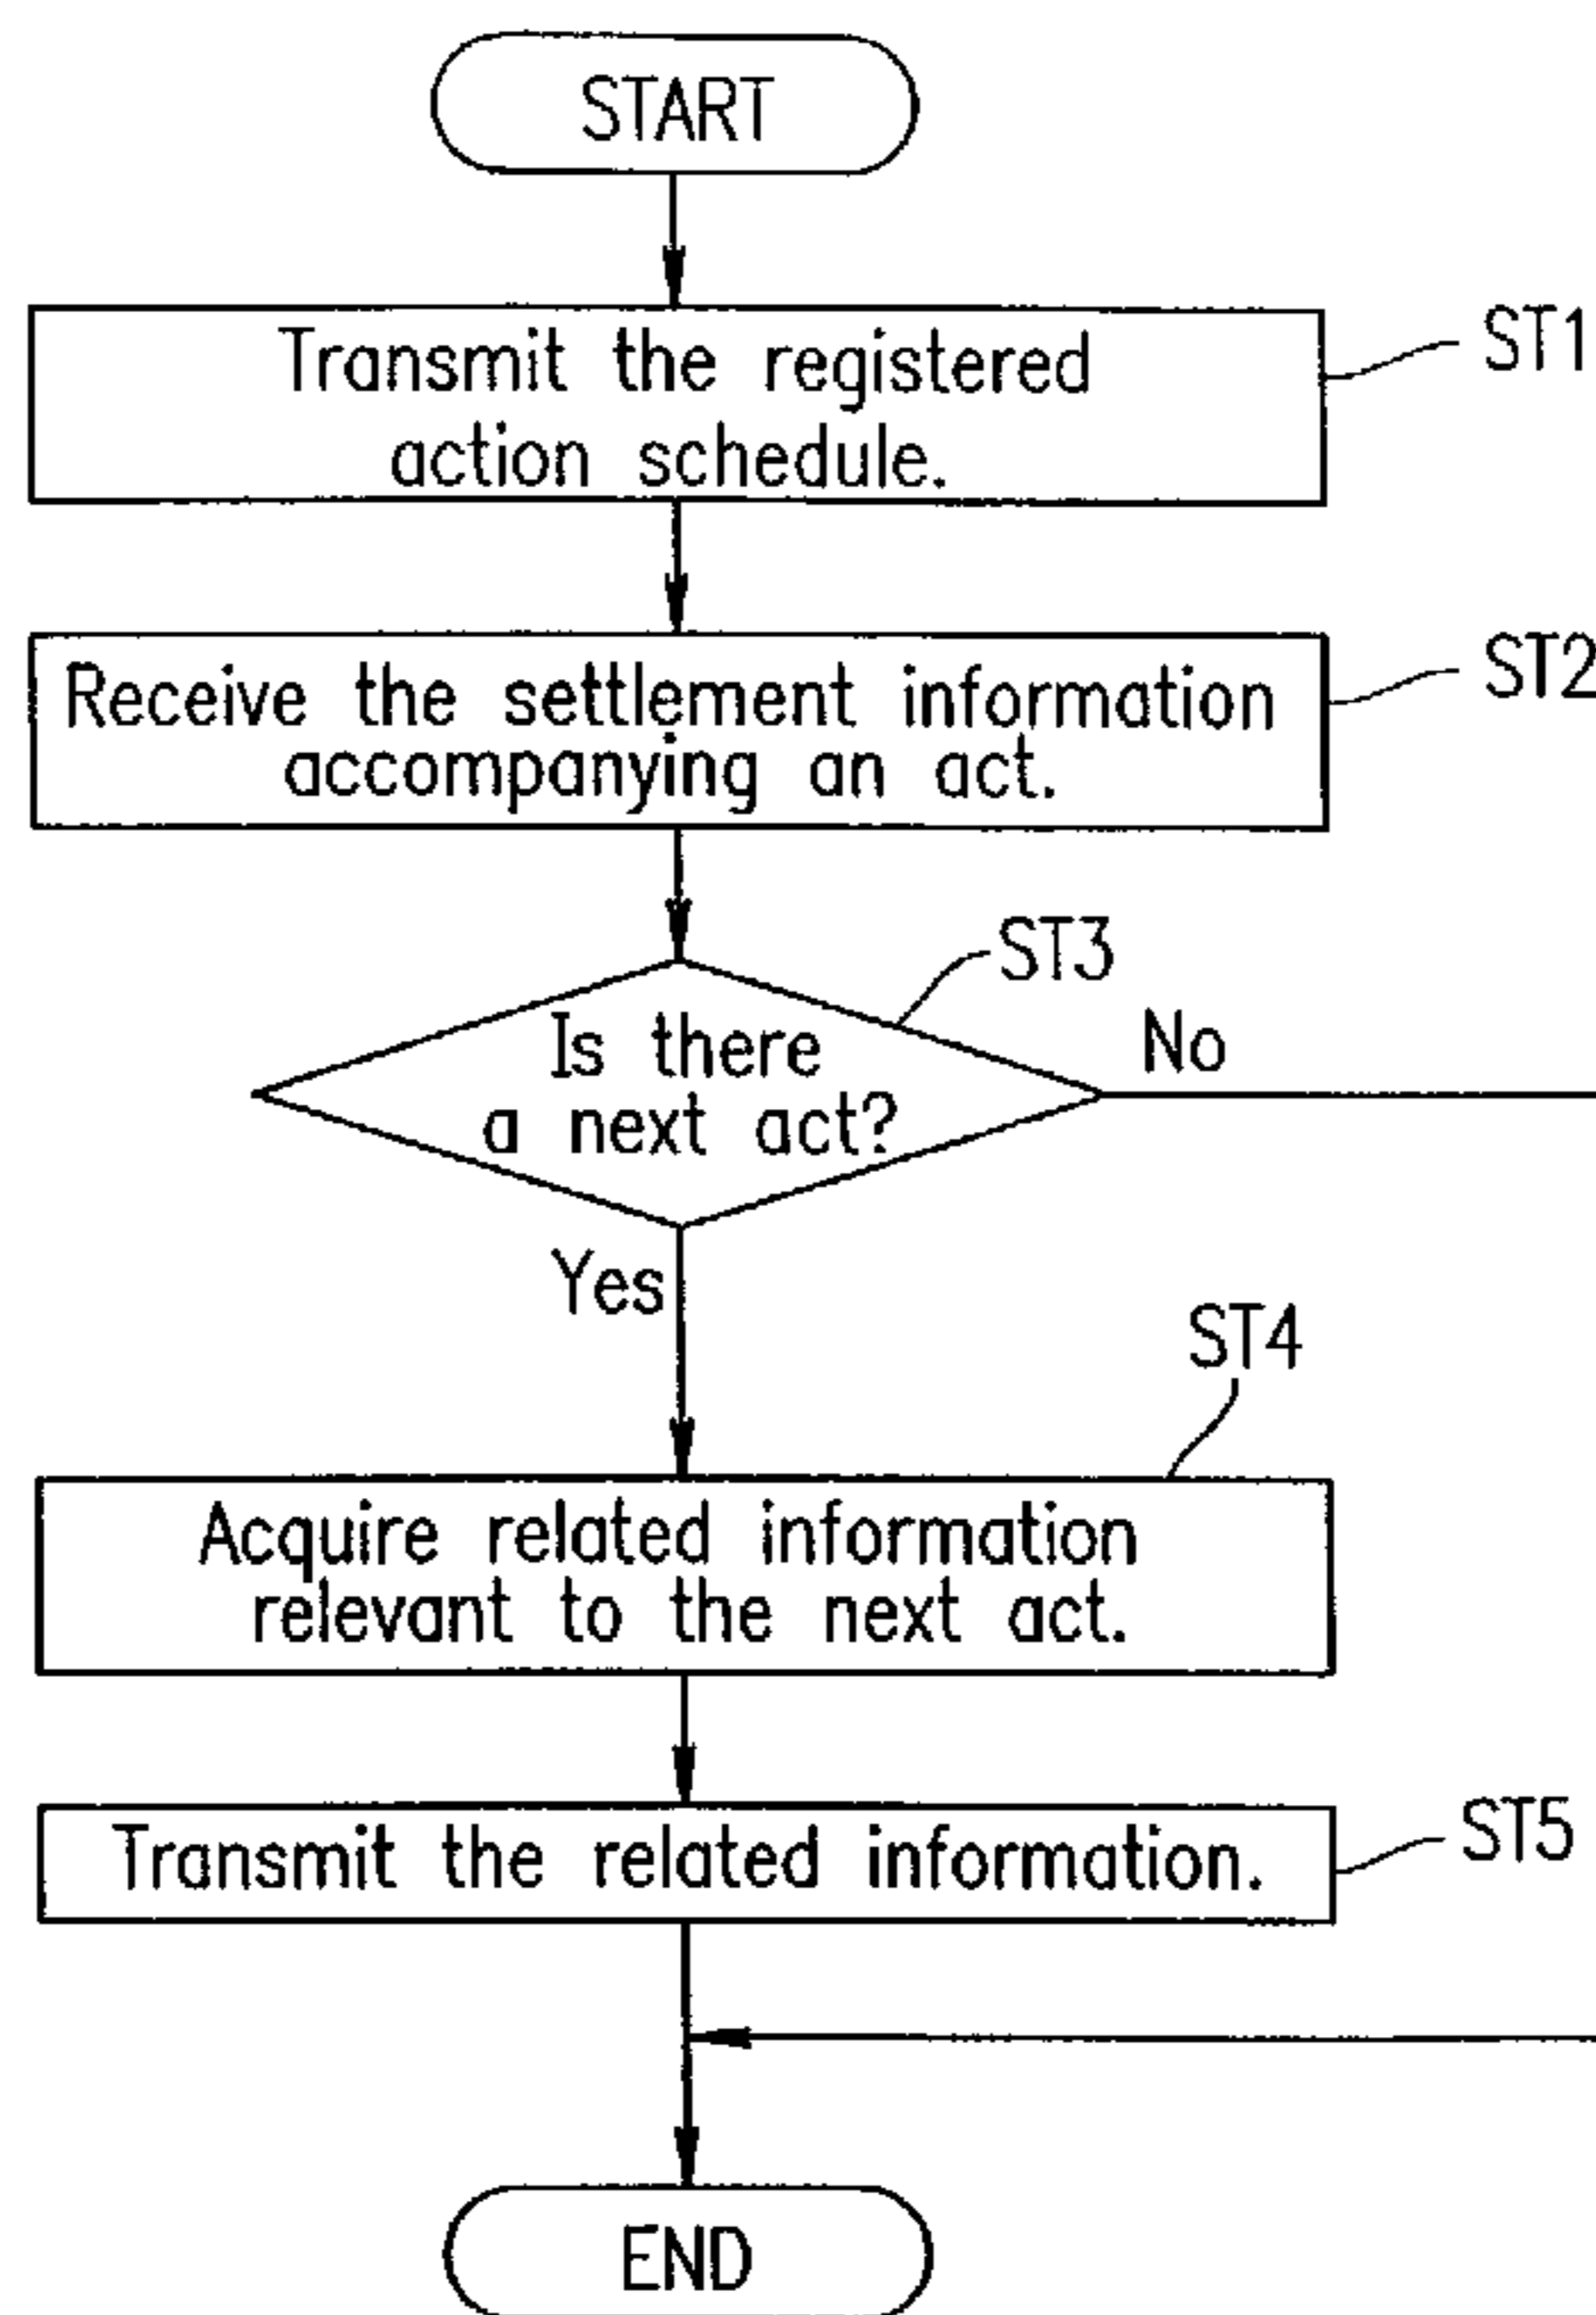 START
Transmit the registered
action schedule.
ST1
Receive the settlement information
accompanying an act.
ST2
ST3
Is there
a next act?
No
Yes
ST4
Acquire related information
relevant to the next act.
Transmit the related information.
ST5
END